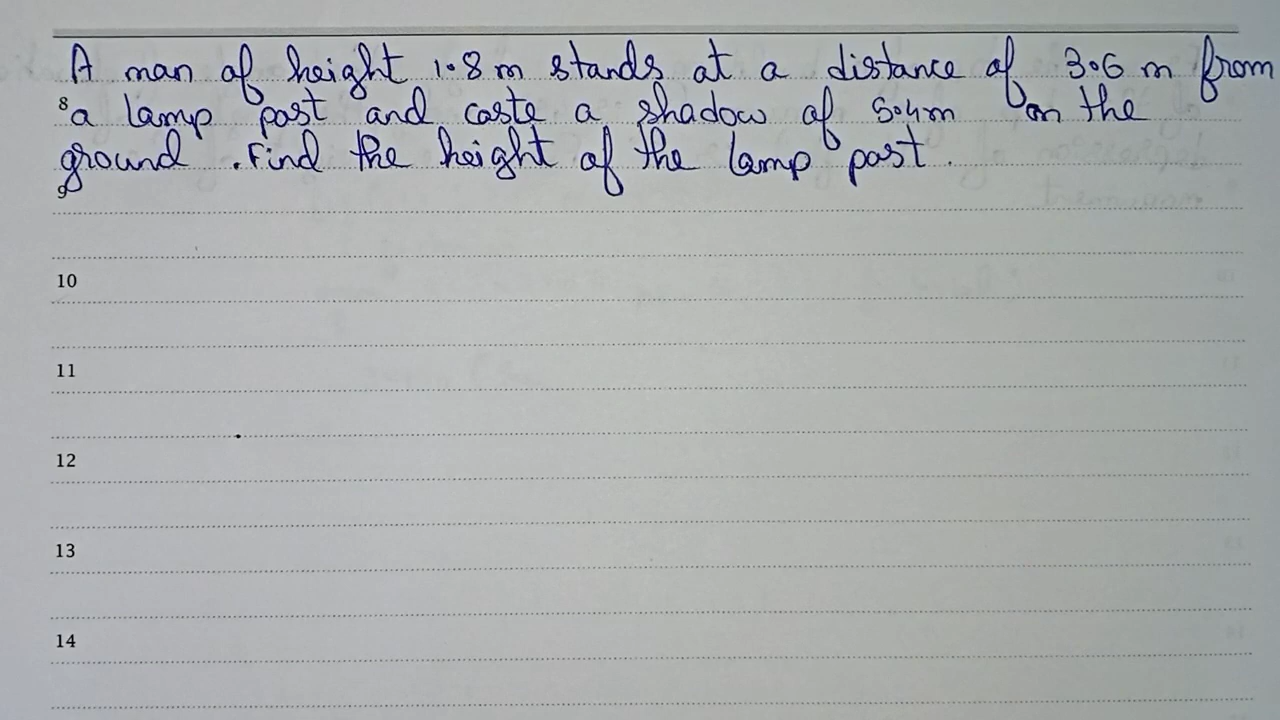 A man of height 1.8 m stands at a distance of 3.6 m from
8 a lamp post and caste a shadow of 5.4m on the
ground . Find the height of the lamp post .
9
10
11
12
13
14